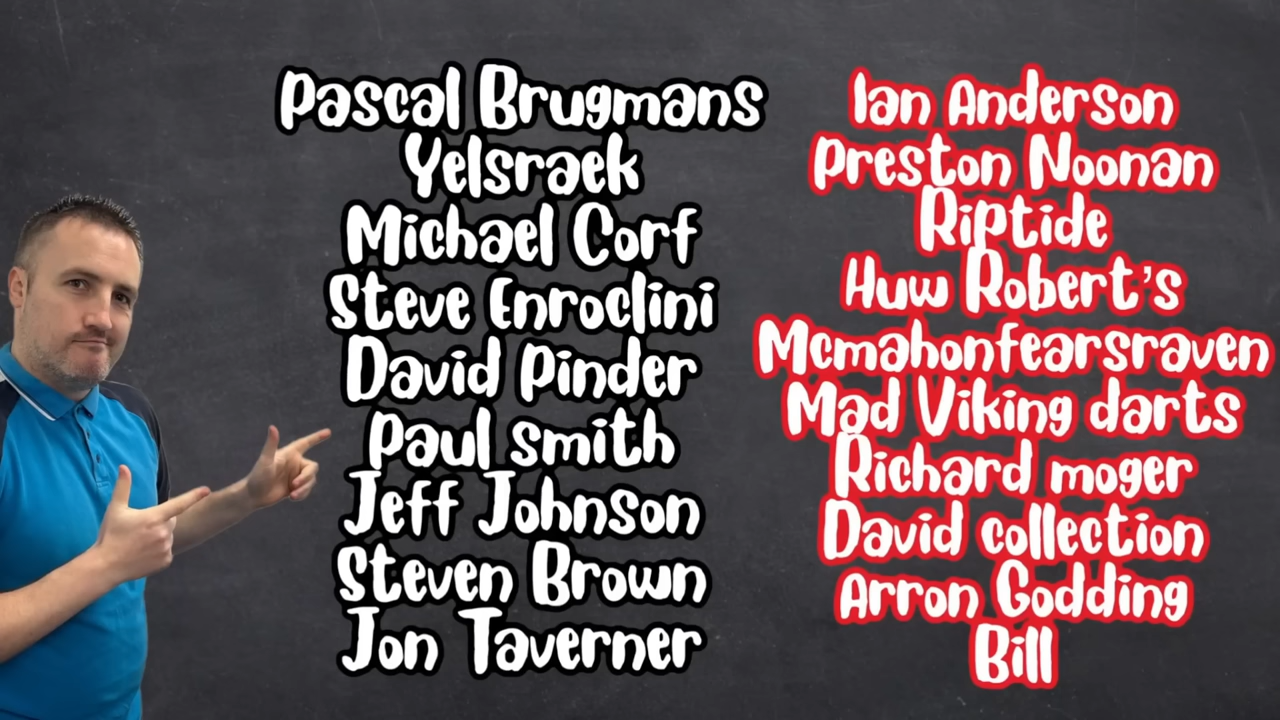 Pascal Brugmans
Yelsraek
Michael Corf
Steve Enroclini
David Pinder
Paul smith
Jeff Johnson
Steven Brown
Jon Taverner
Ian Anderson
Preston Noonan
Riptide
Huw Robert's
Mcmahonfearsraven
Mad Viking darts
Richard moger
David collection
Arron Godding
Bill